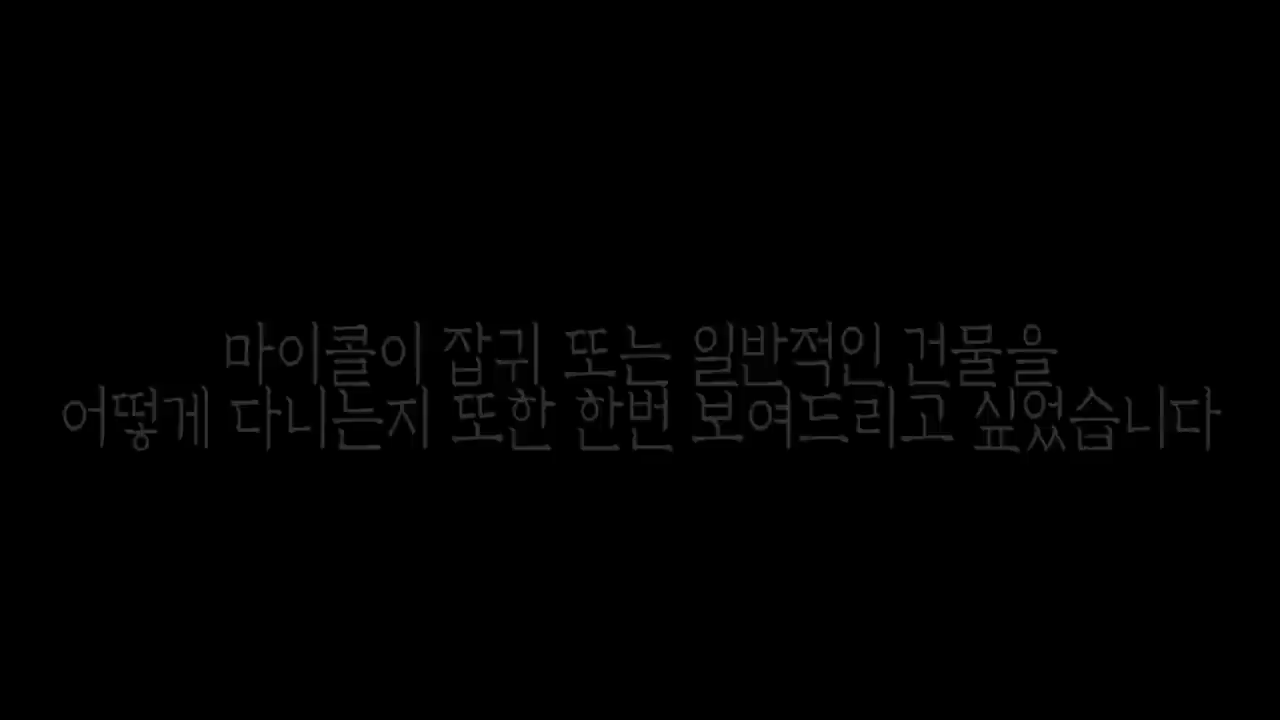 마이콜이 잡귀 또는 일반적인 건물을
어떻게 다니는지 또한 한번 보여드리고 싶었습니다